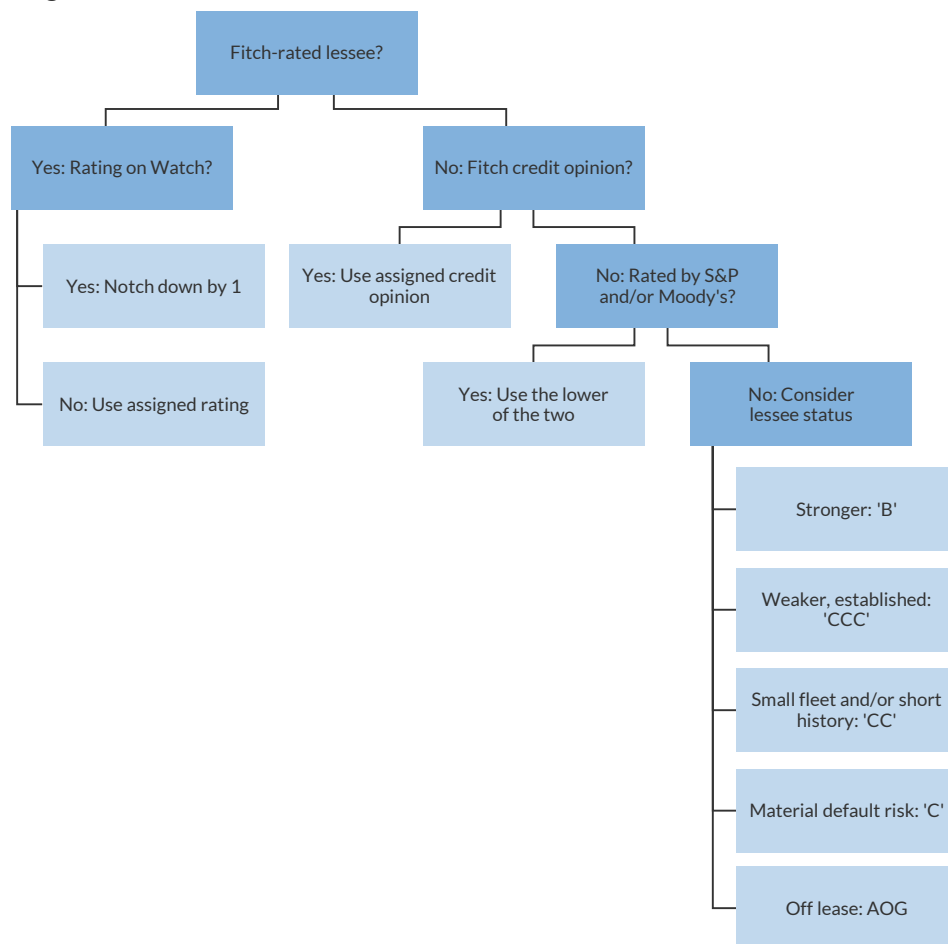 Fitch-rated lessee?
Yes: Rating on Watch?
No: Fitch credit opinion?
Yes: Notch down by 1
Yes: Use assigned credit
opinion
No: Rated by S&P
and/or Moody's?
No: Use assigned rating
Yes: Use the lower
of the two
No: Consider
lessee status
Stronger: 'B'
Weaker, established:
'CCC'
Small fleet and/or short
history: 'CC'
Material default risk: 'C'
Off lease: AOG